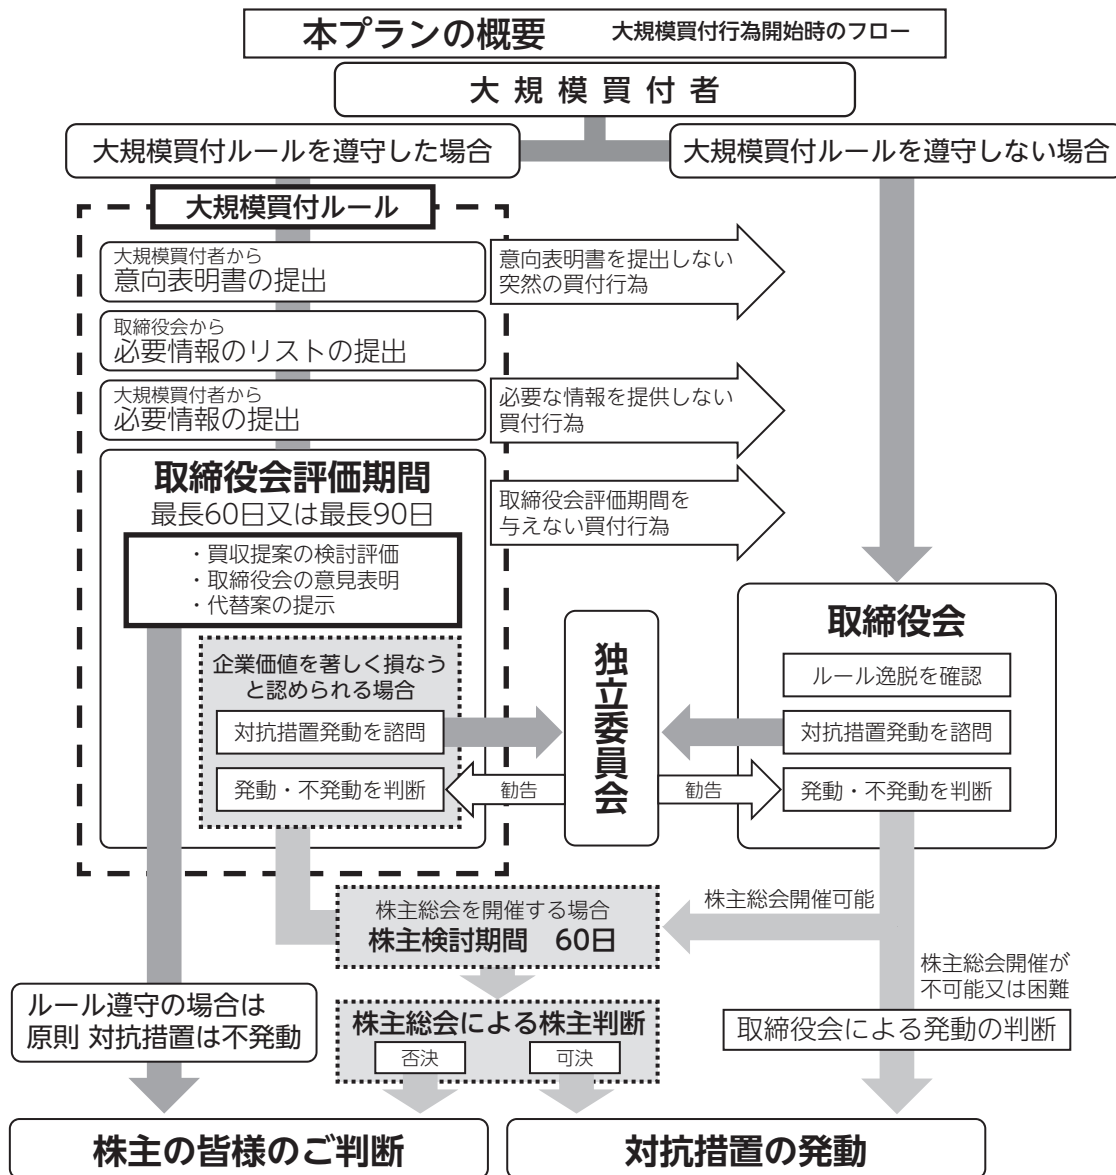 本プランの概要 大規模買付行為開始時のフロー
大規模買付者
大規模買付ルールを遵守した場合
大規模買付ルールを遵守しない場合
大規模買付ルール
大規模買付者から
意向表明書の提出
意向表明書を提出しない
突然の買付行為
取締役会から
必要情報のリストの提出
大規模買付者から
必要情報の提出
必要な情報を提供しない
買付行為
取締役会評価期間
最長60日又は最長90日
取締役会評価期間を
与えない買付行為
・買収提案の検討評価
・取締役会の意見表明
・代替案の提示
企業価値を著しく損なう
と認められる場合
対抗措置発動を諮問
発動・不発動を判断
勧告
独立委員会
勧告
取締役会
ルール逸脱を確認
対抗措置発動を諮問
発動・不発動を判断
株主総会を開催する場合
株主検討期間 60日
株主総会開催可能
株主総会開催が
不可能又は困難
取締役会による発動の判断
ルール遵守の場合は
原則 対抗措置は不発動
株主総会による株主判断
否決
可決
株主の皆様のご判断
対抗措置の発動